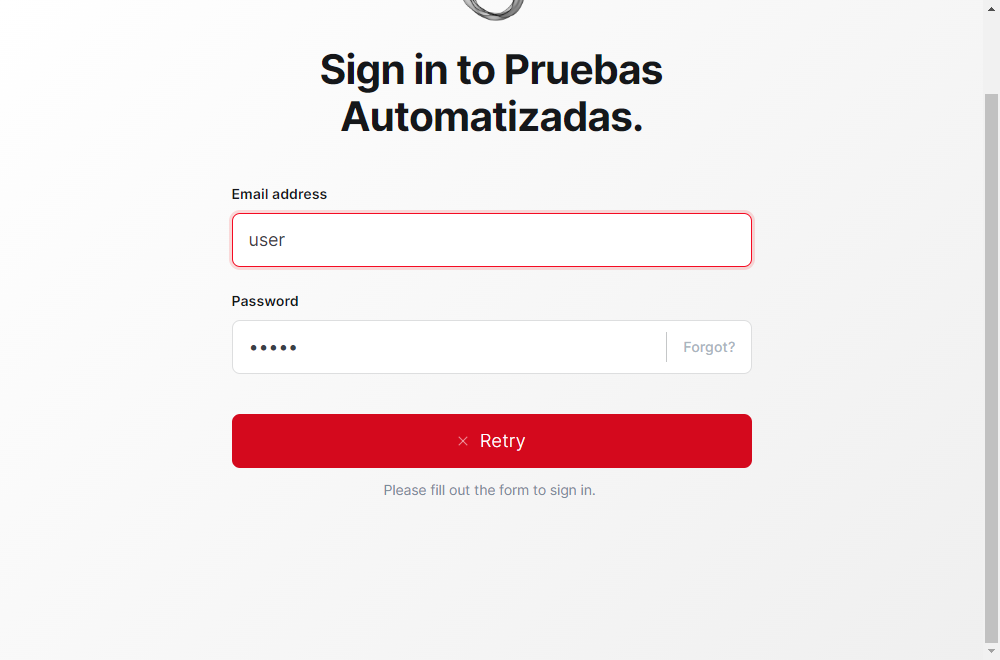 Sign in to Pruebas
Automatizadas.
Email address
user
Password
•••••
Forgot?
× Retry
Please fill out the form to sign in.